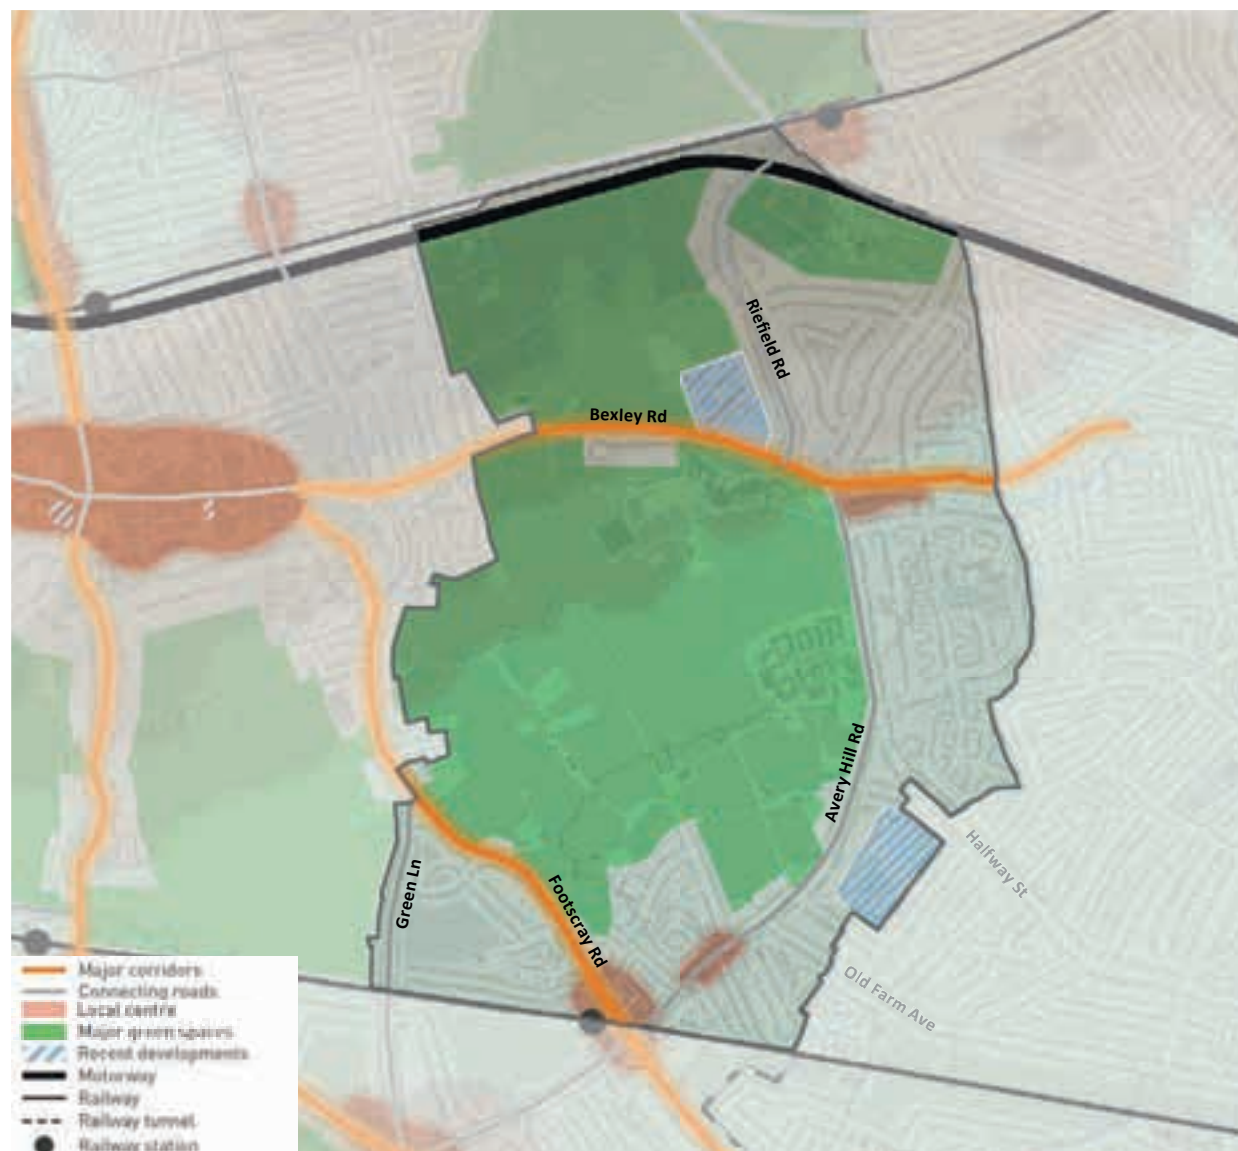 Riefield Rd
Bexley Rd
Avery Hill Rd
Halfway St
Green Ln
Footscray Rd
Old Farm Ave
Major corridors
Connecting roads
Local centre
Major green spaces
Recent developments
Motorway
Railway
Railway tunnel
Railway station